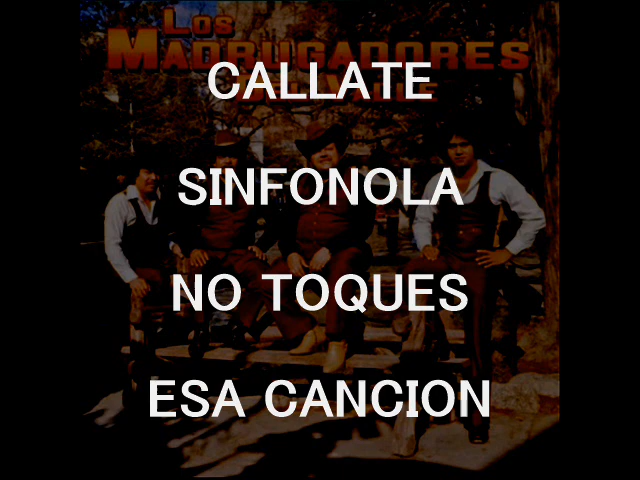 Los
MADRUGADORES
CALLATE
SINFONOLA
NO TOQUES
ESA CANCION